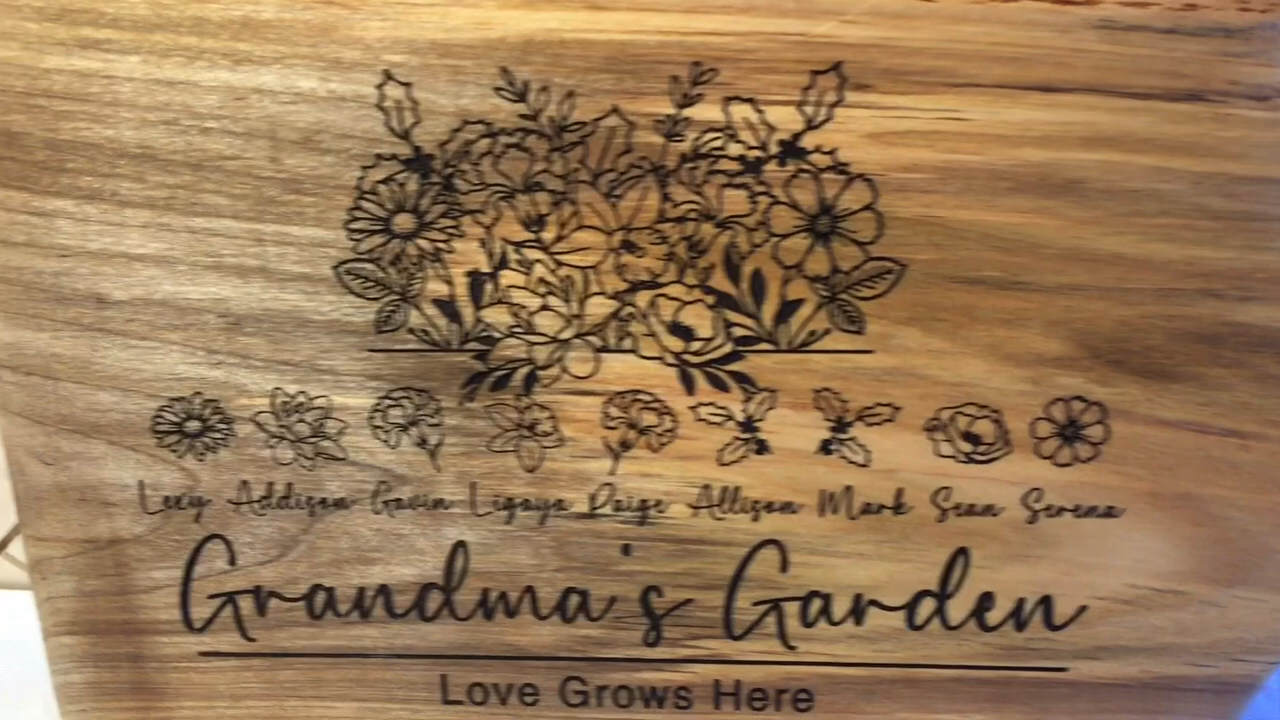 Lexy Addison Gavin Ligaya Paige Allison Mark Sean Serena
Grandma's Garden
Love Grows Here